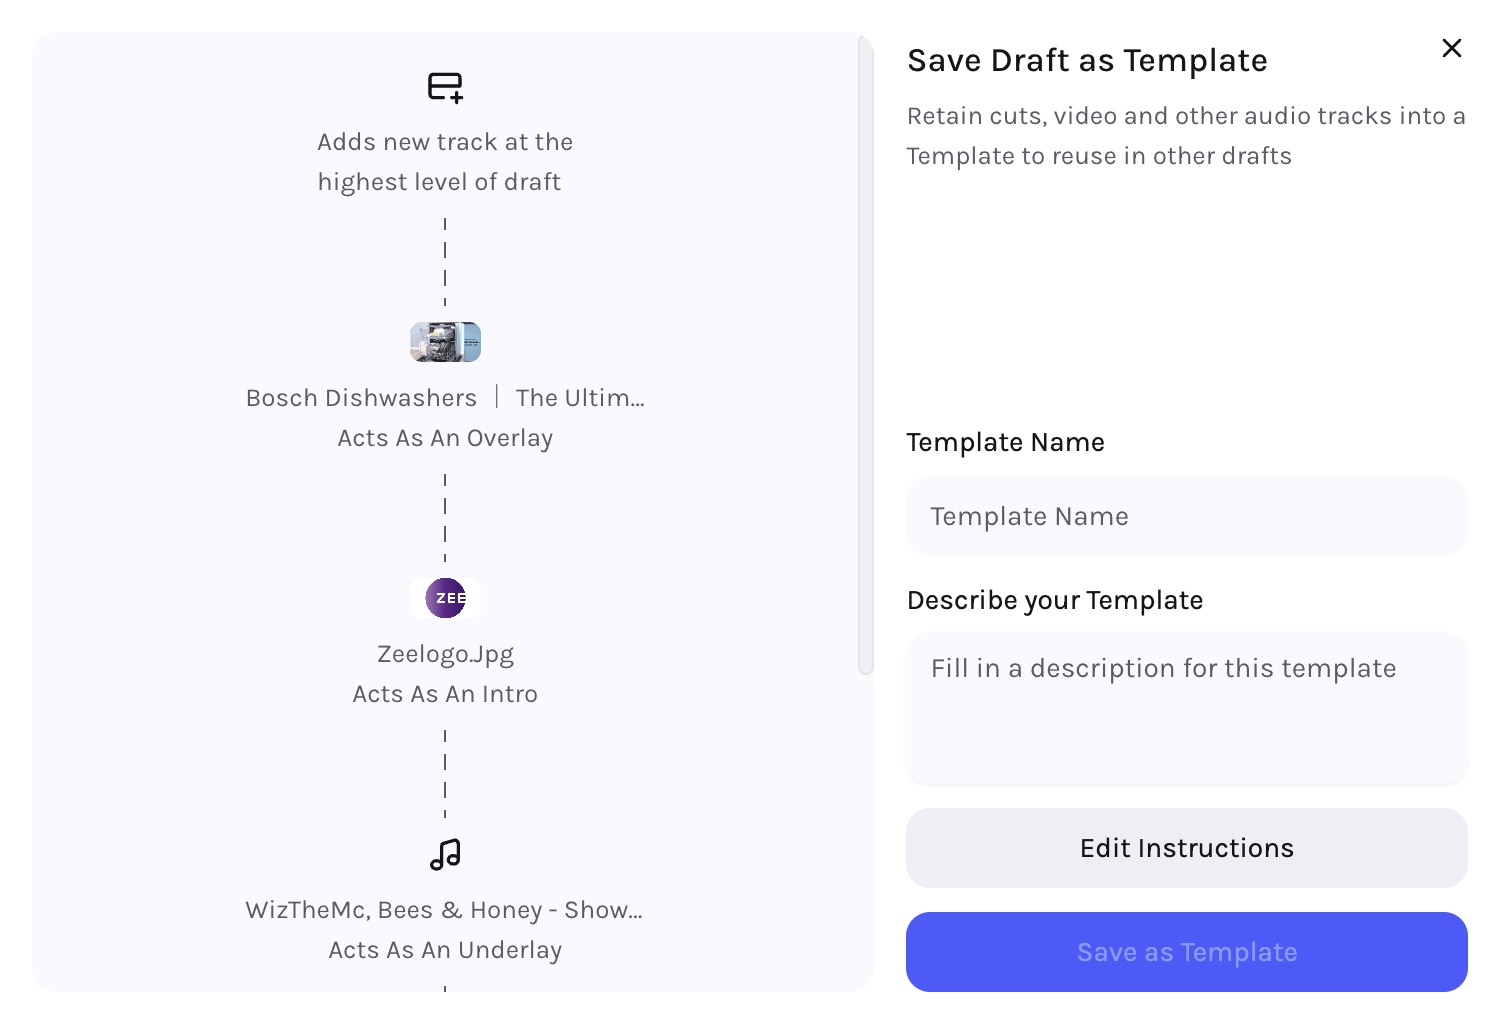 Adds new track at the
highest level of draft
Bosch Dishwashers | The Ultim...
Acts As An Overlay
ZEE
Zeelogo.Jpg
Acts As An Intro
WizTheMc, Bees & Honey - Show...
Acts As An Underlay
Save Draft as Template
Retain cuts, video and other audio tracks into a
Template to reuse in other drafts
Template Name
Template Name
Describe your Template
Fill in a description for this template
Edit Instructions
Save as Template